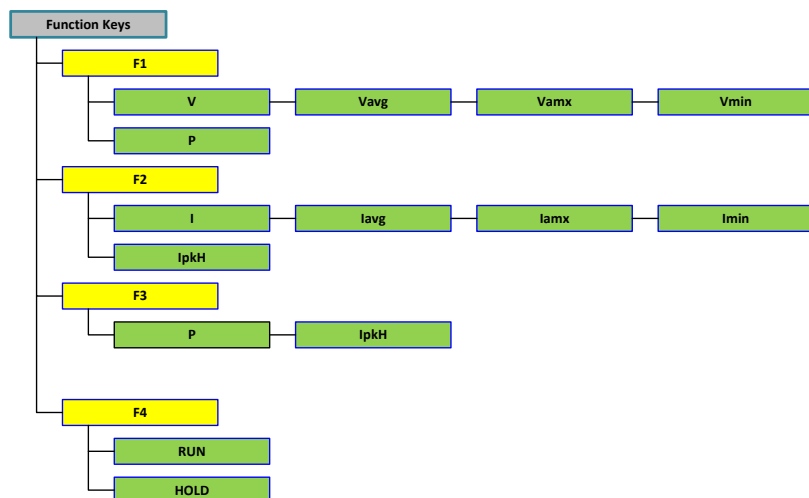 Function Keys
F1
V Vavg Vamx Vmin
P
F2
I Iavg Iamx Imin
IpkH
F3
P IpkH
F4
RUN
HOLD